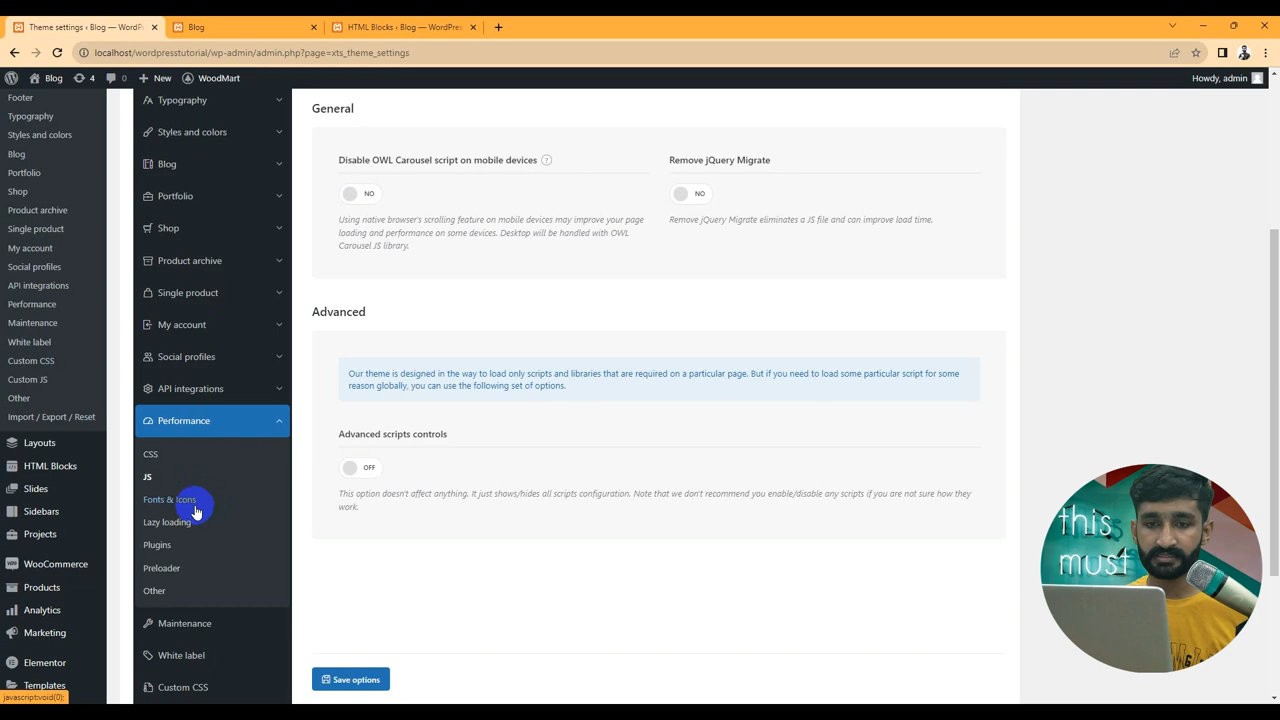 Theme settings ‹ Blog — WordPr
Blog
HTML Blocks ‹ Blog — WordPres
localhost/wordpresstutorial/wp-admin/admin.php?page=xts_theme_settings
Blog
4
0
New
WoodMart
Howdy, admin
Footer
Typography
Styles and colors
Blog
Portfolio
Shop
Product archive
Single product
My account
Social profiles
API integrations
Performance
Maintenance
White label
Custom CSS
Custom JS
Other
Import / Export / Reset
Layouts
HTML Blocks
Slides
Sidebars
Projects
WooCommerce
Products
Analytics
Marketing
Elementor
Templates
javascript:void(0);
Typography
Styles and colors
Blog
Portfolio
Shop
Product archive
Single product
My account
Social profiles
API integrations
Performance
CSS
JS
Fonts & Icons
Lazy loading
Plugins
Preloader
Other
Maintenance
White label
Custom CSS
General
Disable OWL Carousel script on mobile devices ?
NO
Using native browser's scrolling feature on mobile devices may improve your page
loading and performance on some devices. Desktop will be handled with OWL
Carousel JS library.
Remove jQuery Migrate
NO
Remove jQuery Migrate eliminates a JS file and can improve load time.
Advanced
Our theme is designed in the way to load only scripts and libraries that are required on a particular page. But if you need to load some particular script for some
reason globally, you can use the following set of options.
Advanced scripts controls
OFF
This option doesn't affect anything. It just shows/hides all scripts configuration. Note that we don't recommend you enable/disable any scripts if you are not sure how they
work.
Save options
this
must